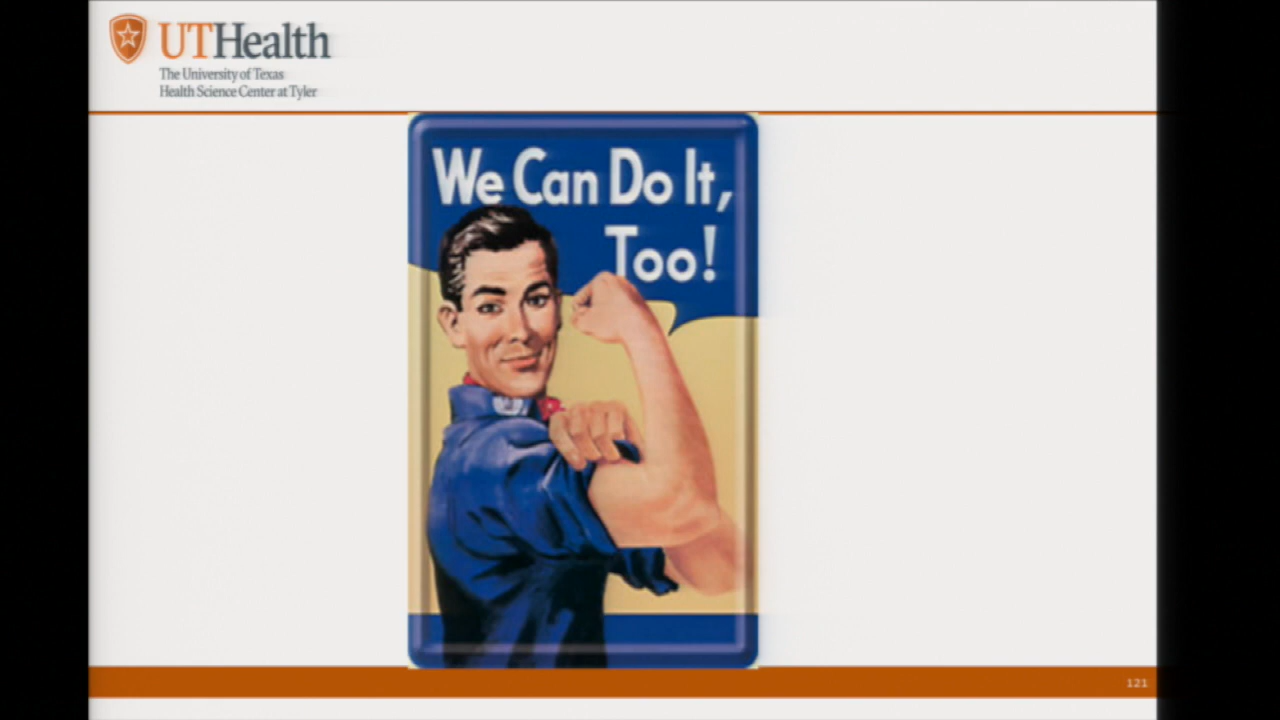 UTHealth
The University of Texas
Health Science Center at Tyler
We Can Do It,
Too!
121